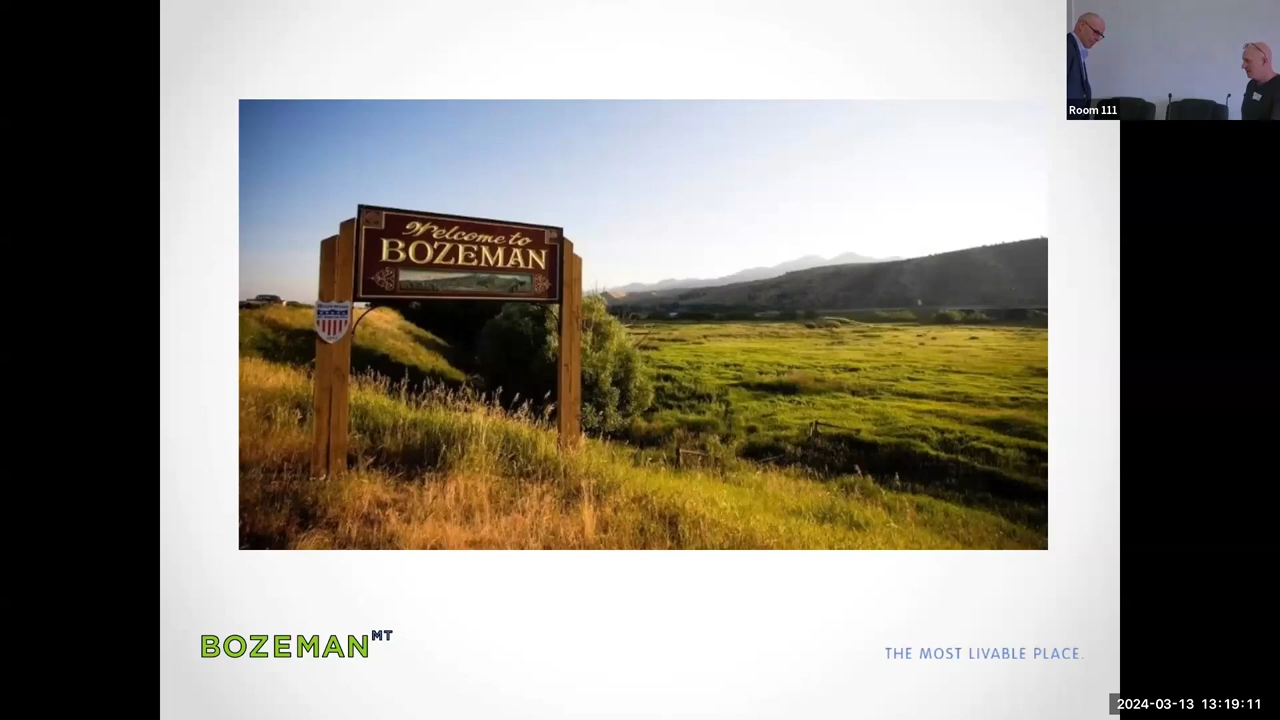 Room 111
Welcome to
BOZEMAN
BOZEMAN MT
THE MOST LIVABLE PLACE.
2024-03-13 13:19:11